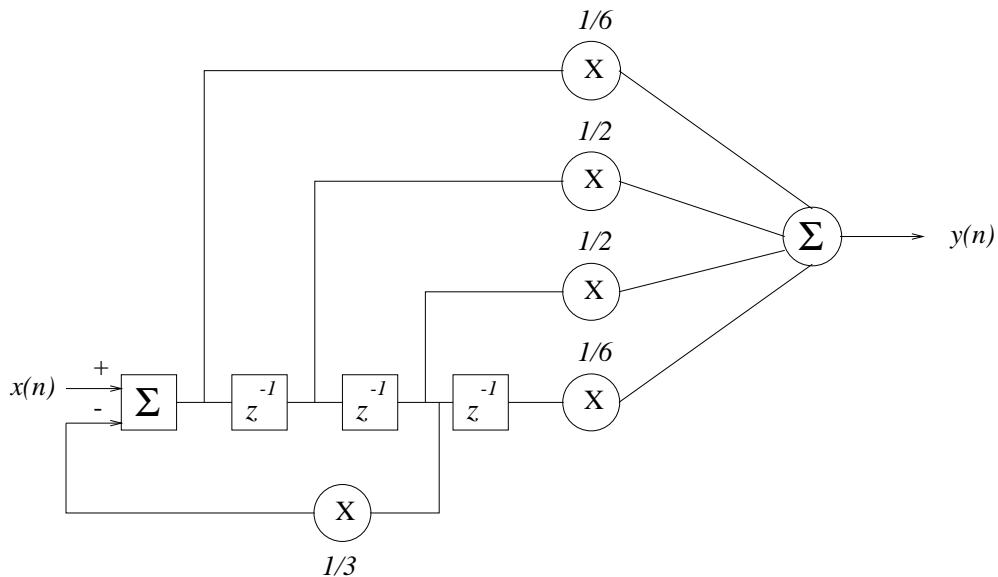 1/6
X
1/2
X
Σ
y(n)
1/2
X
1/6
+
x(n)
-
Σ
z^-1
z^-1
z^-1
X
X
1/3